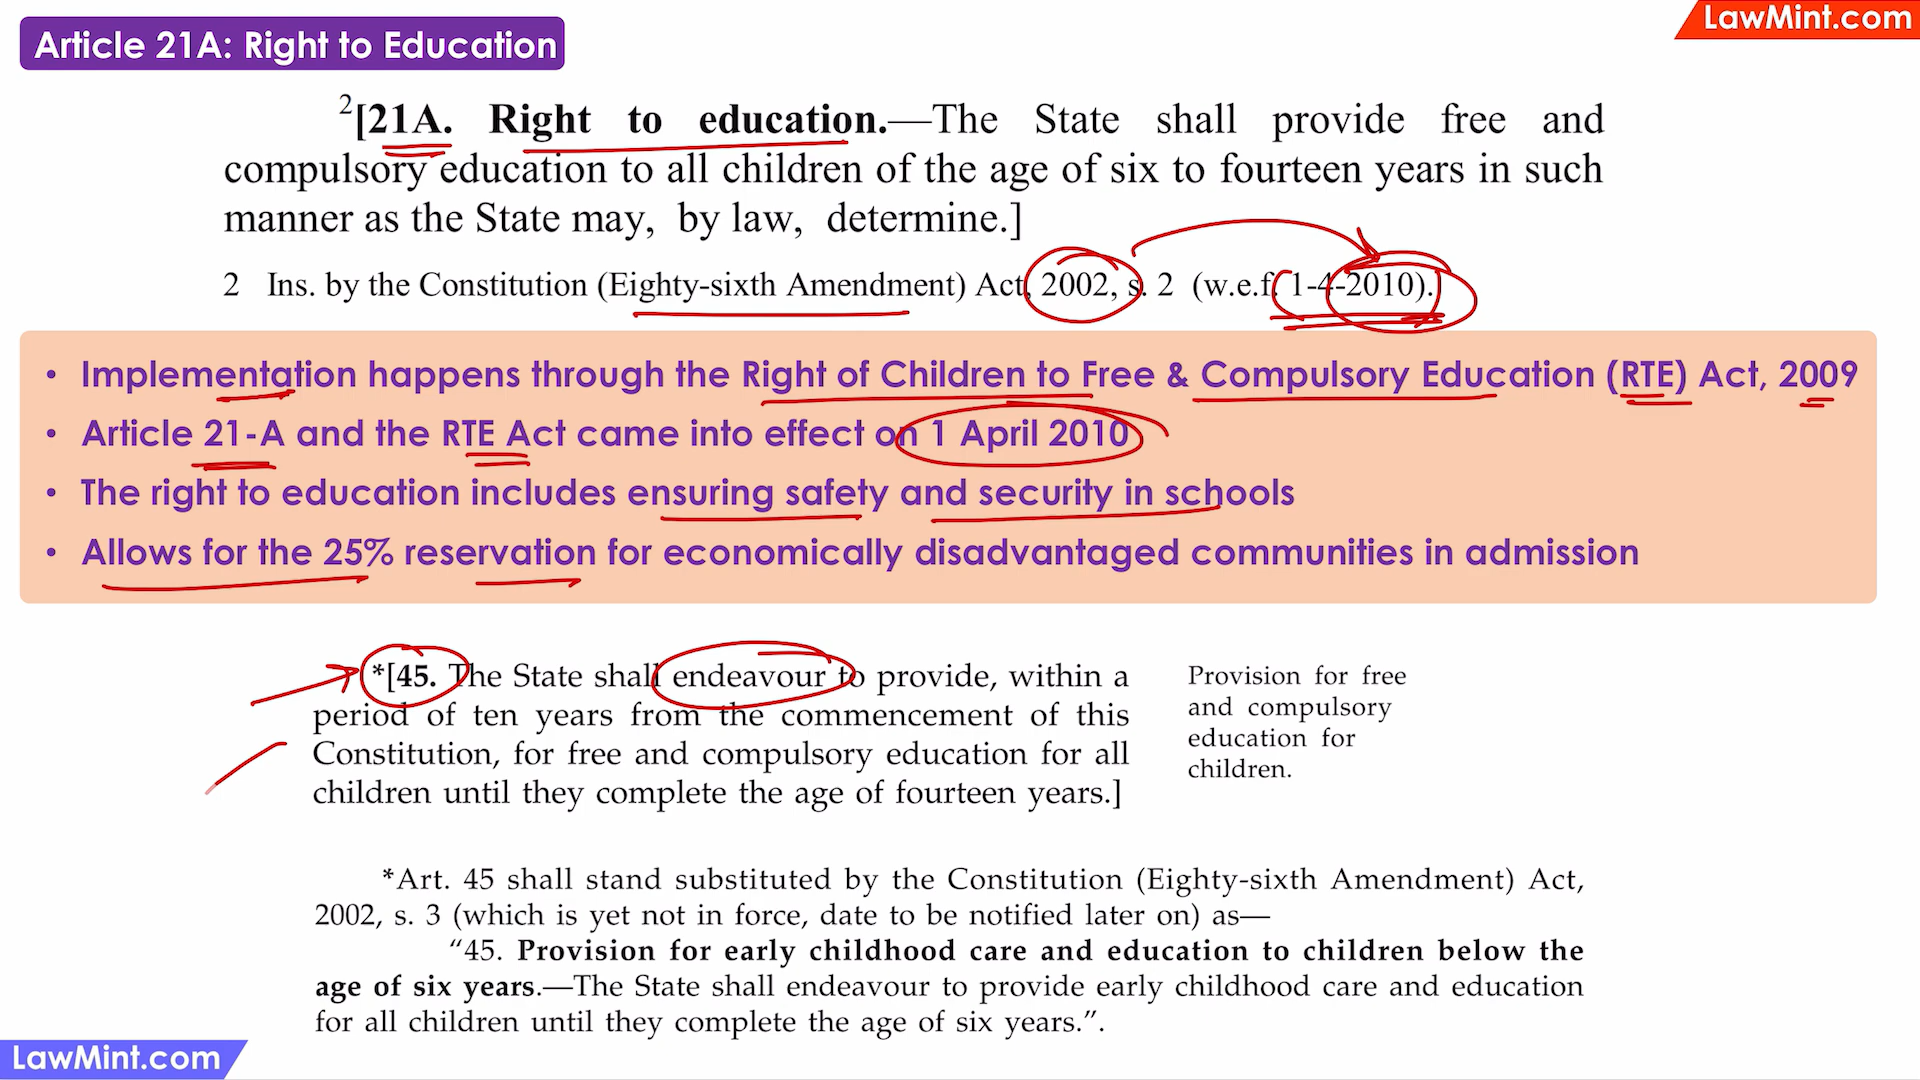 Article 21A: Right to Education
LawMint.com
2[21A. Right to education.—The State shall provide free and
compulsory education to all children of the age of six to fourteen years in such
manner as the State may, by law, determine.]
2 Ins. by the Constitution (Eighty-sixth Amendment) Act, 2002, s. 2 (w.e.f. 1-4-2010).]
• Implementation happens through the Right of Children to Free & Compulsory Education (RTE) Act, 2009
• Article 21-A and the RTE Act came into effect on 1 April 2010
• The right to education includes ensuring safety and security in schools
• Allows for the 25% reservation for economically disadvantaged communities in admission
*[45. The State shall endeavour to provide, within a
period of ten years from the commencement of this
Constitution, for free and compulsory education for all
children until they complete the age of fourteen years.]
Provision for free
and compulsory
education for
children.
*Art. 45 shall stand substituted by the Constitution (Eighty-sixth Amendment) Act,
2002, s. 3 (which is yet not in force, date to be notified later on) as—
“45. Provision for early childhood care and education to children below the
age of six years.—The State shall endeavour to provide early childhood care and education
for all children until they complete the age of six years.”.
LawMint.com